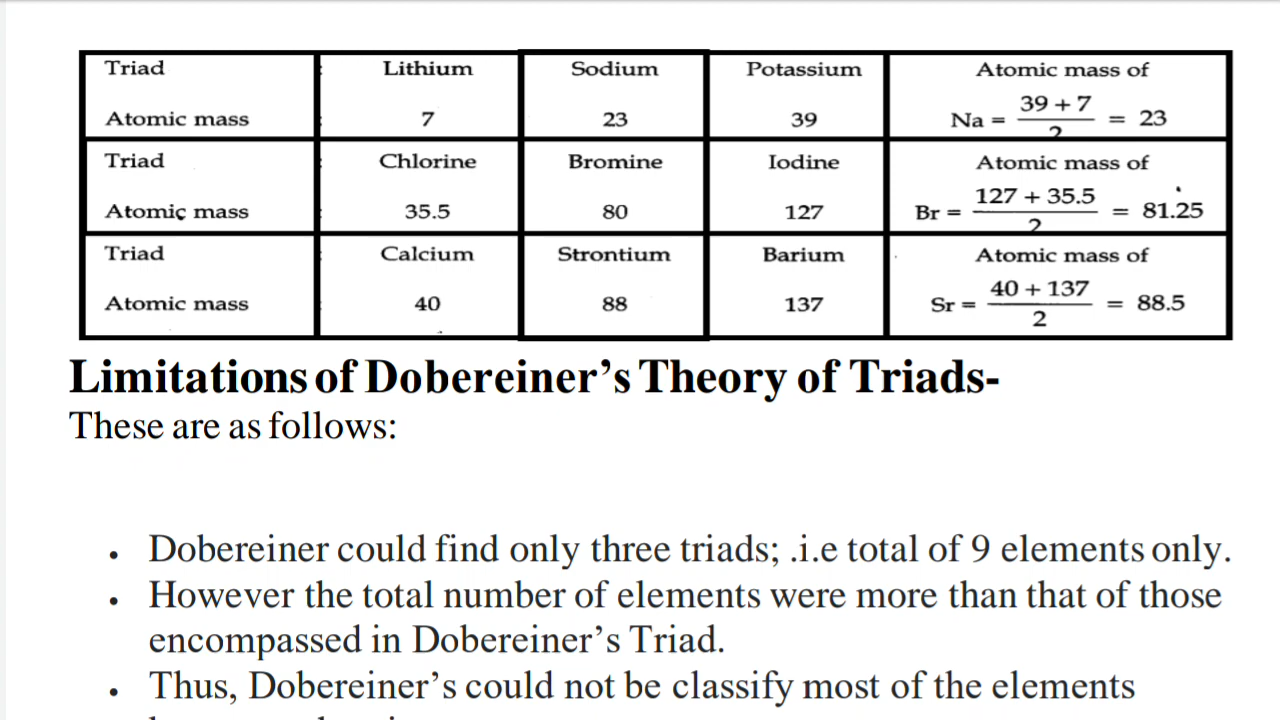 Triad Lithium Sodium Potassium Atomic mass of
Atomic mass 7 23 39 Na = 39 + 7 / 2 = 23
Triad Chlorine Bromine Iodine Atomic mass of
Atomic mass 35.5 80 127 Br = 127 + 35.5 / 2 = 81.25
Triad Calcium Strontium Barium Atomic mass of
Atomic mass 40 88 137 Sr = 40 + 137 / 2 = 88.5
Limitations of Dobereiner’s Theory of Triads-
These are as follows:
• Dobereiner could find only three triads; .i.e total of 9 elements only.
• However the total number of elements were more than that of those
encompassed in Dobereiner’s Triad.
• Thus, Dobereiner’s could not be classify most of the elements